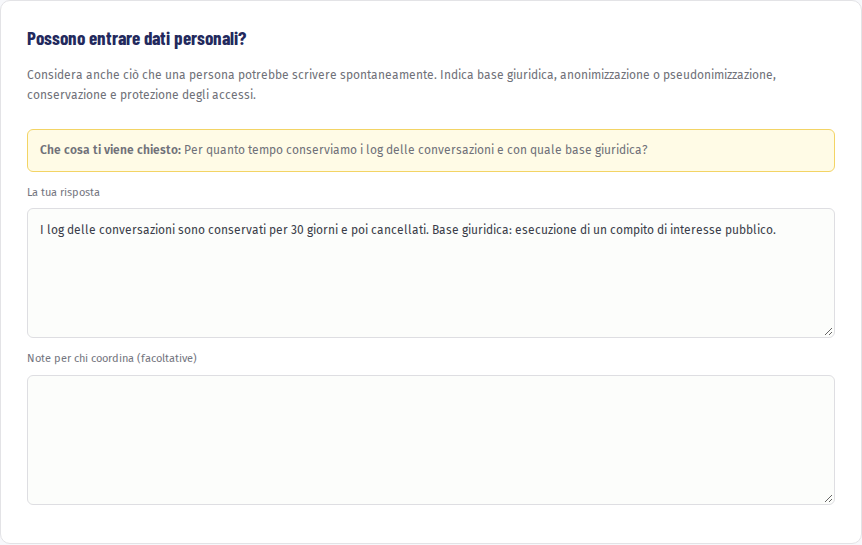 Possono entrare dati personali?
Considera anche ciò che una persona potrebbe scrivere spontaneamente. Indica base giuridica, anonimizzazione o pseudonimizzazione,
conservazione e protezione degli accessi.
Che cosa ti viene chiesto: Per quanto tempo conserviamo i log delle conversazioni e con quale base giuridica?
La tua risposta
I log delle conversazioni sono conservati per 30 giorni e poi cancellati. Base giuridica: esecuzione di un compito di interesse pubblico.
Note per chi coordina (facoltative)